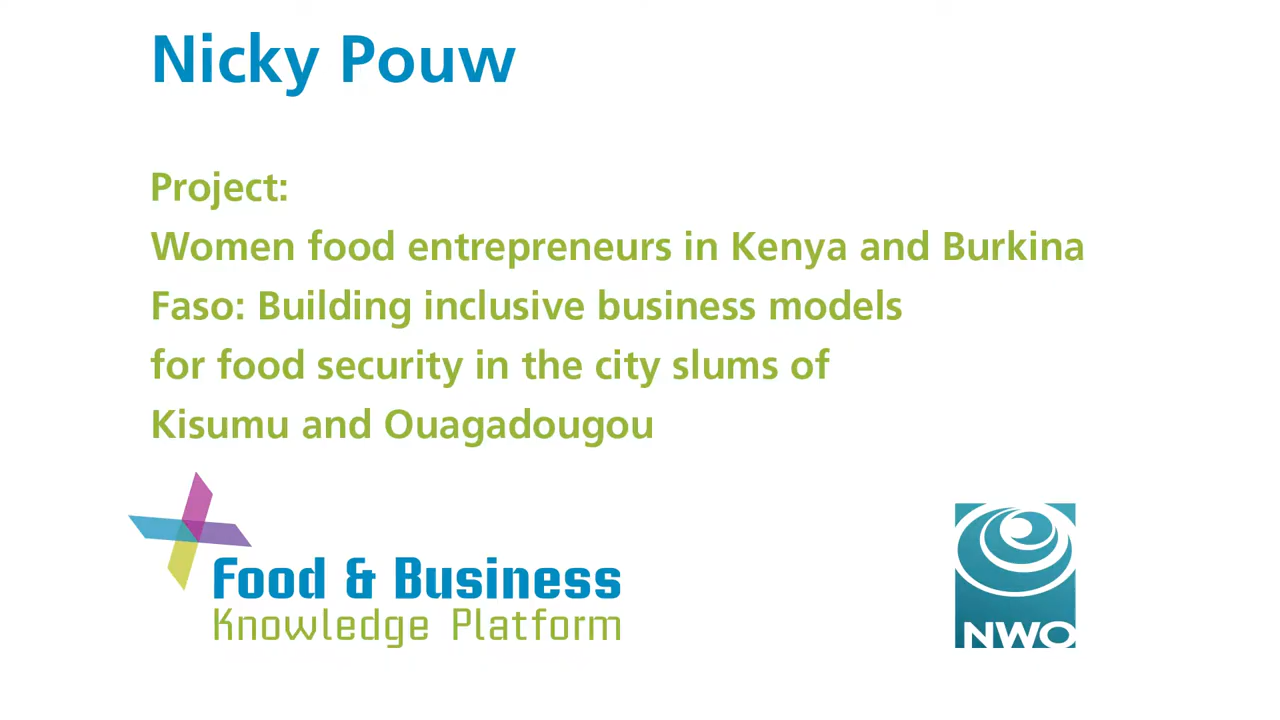 Nicky Pouw
Project:
Women food entrepreneurs in Kenya and Burkina
Faso: Building inclusive business models
for food security in the city slums of
Kisumu and Ouagadougou
Food & Business
Knowledge Platform
NWO